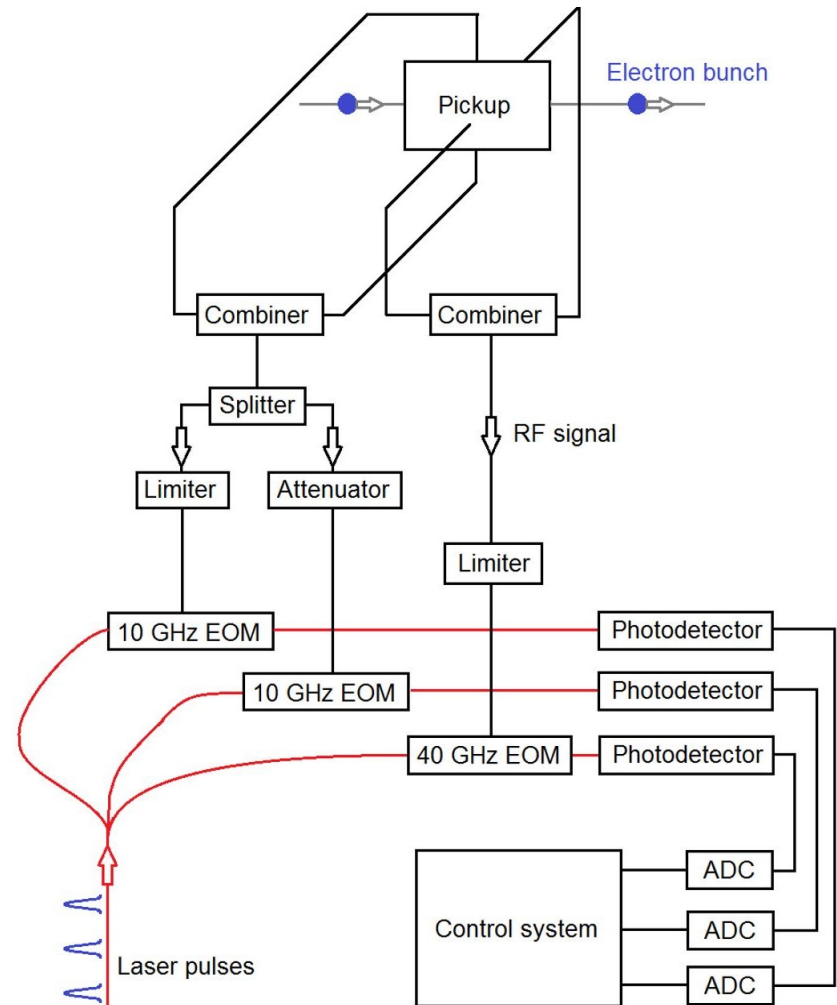 Electron bunch
Pickup
Combiner
Combiner
Splitter
RF signal
Limiter
Attenuator
Limiter
10 GHz EOM
Photodetector
10 GHz EOM
Photodetector
40 GHz EOM
Photodetector
ADC
Control system
ADC
Laser pulses
ADC